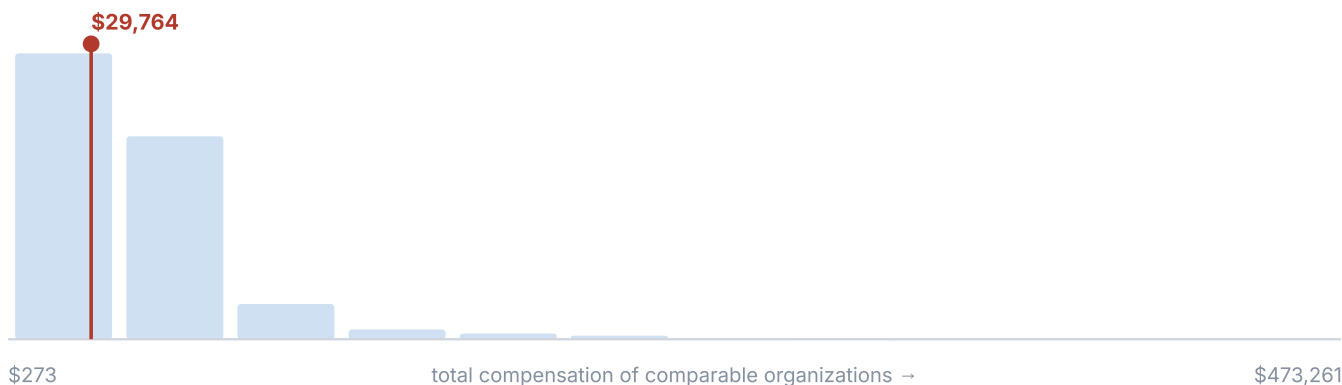 $29,764
$273 total compensation of comparable organizations → $473,261